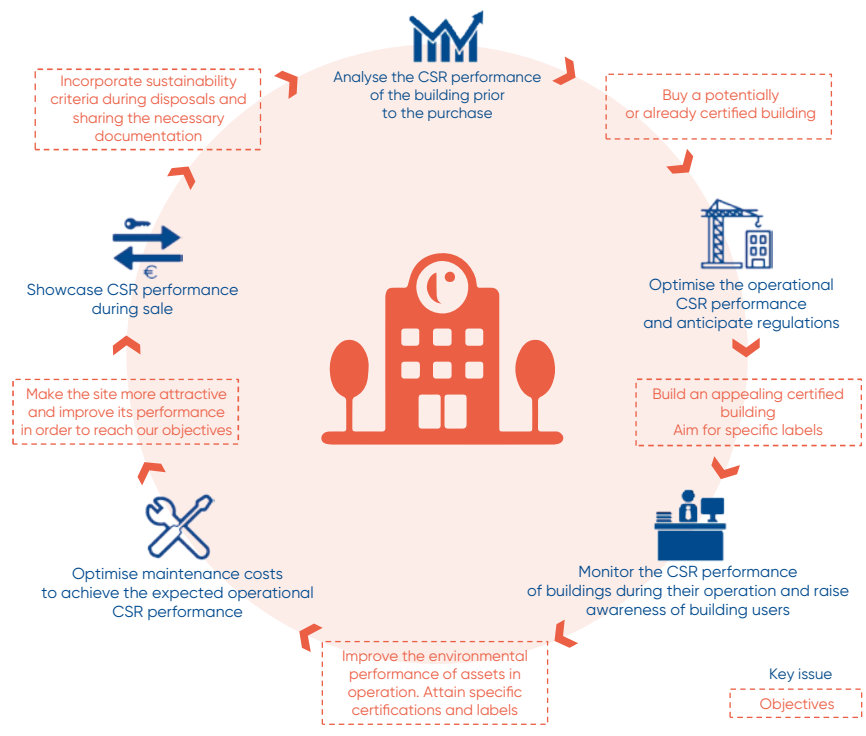 Analyse the CSR performance
of the building prior
to the purchase
Buy a potentially
or already certified building
Optimise the operational
CSR performance
and anticipate regulations
Build an appealing certified
building
Aim for specific labels
Monitor the CSR performance
of buildings during their operation and raise
awareness of building users
Improve the environmental
performance of assets in
operation. Attain specific
certifications and labels
Optimise maintenance costs
to achieve the expected operational
CSR performance
Make the site more attractive
and improve its performance
in order to reach our objectives
€
Showcase CSR performance
during sale
Incorporate sustainability
criteria during disposals and
sharing the necessary
documentation
Key issue
Objectives